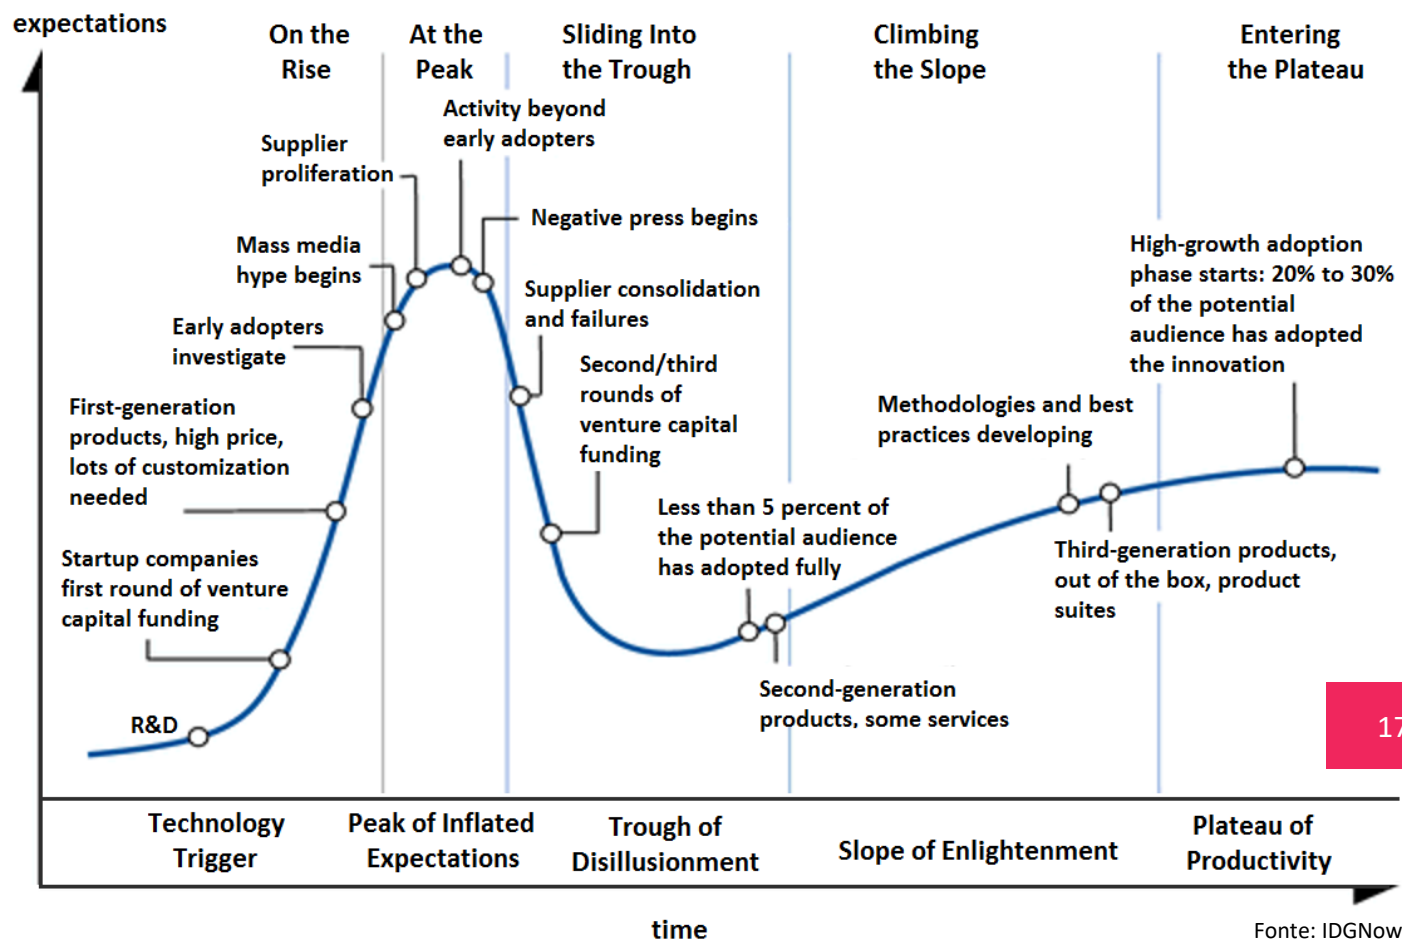 expectations
On the
Rise
At the
Peak
Sliding Into
the Trough
Climbing
the Slope
Entering
the Plateau
Activity beyond
early adopters
Supplier
proliferation
Negative press begins
Mass media
hype begins
High-growth adoption
phase starts: 20% to 30%
of the potential
audience has adopted
the innovation
Supplier consolidation
and failures
Early adopters
investigate
Second/third
rounds of
venture capital
funding
First-generation
products, high price,
lots of customization
needed
Methodologies and best
practices developing
Less than 5 percent of
the potential audience
has adopted fully
Startup companies
first round of venture
capital funding
Third-generation products,
out of the box, product
suites
Second-generation
products, some services
R&D
17
Technology
Trigger
Peak of Inflated
Expectations
Trough of
Disillusionment
Slope of Enlightenment
Plateau of
Productivity
time
Fonte: IDGNow